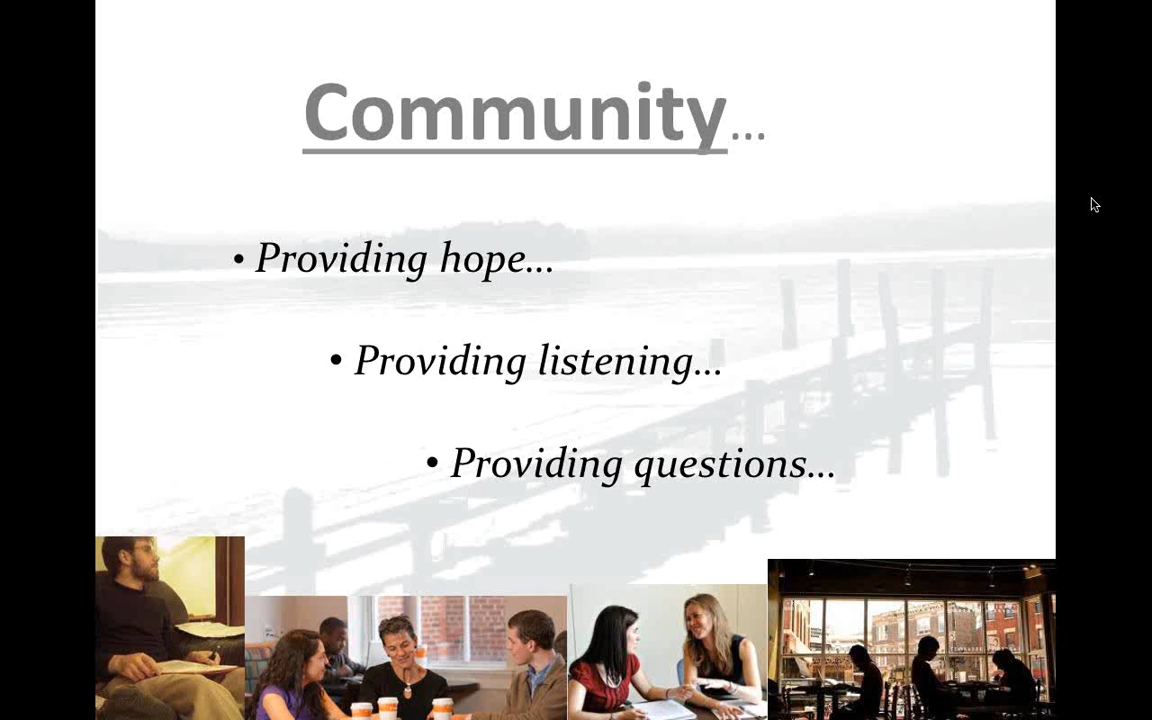 Community...
• Providing hope...
• Providing listening...
• Providing questions...